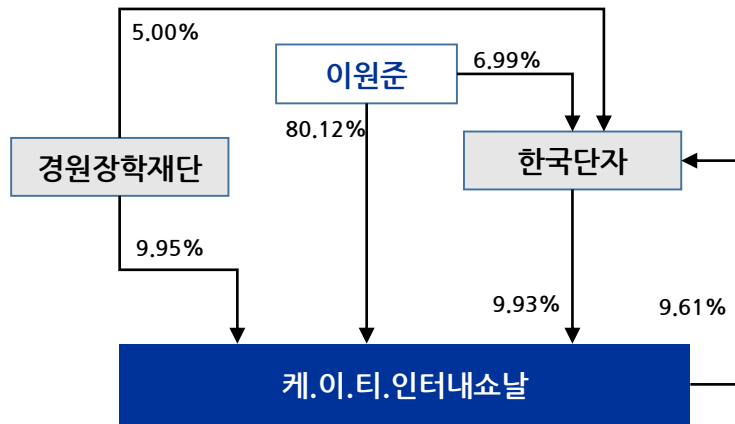 5.00%
이원준
6.99%
80.12%
경원장학재단
한국단자
9.95%
9.93%
9.61%
케.이.티.인터내쇼날